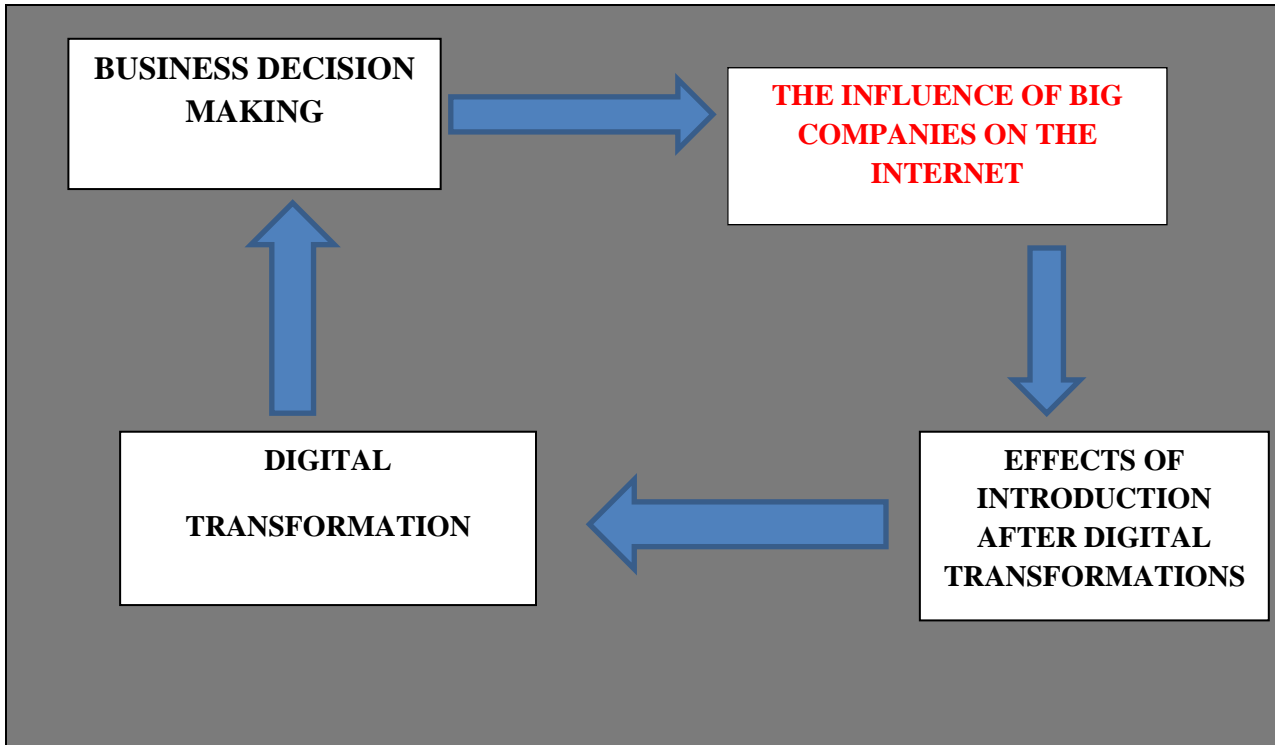 BUSINESS DECISION
MAKING
THE INFLUENCE OF BIG
COMPANIES ON THE
INTERNET
DIGITAL
TRANSFORMATION
EFFECTS OF
INTRODUCTION
AFTER DIGITAL
TRANSFORMATIONS